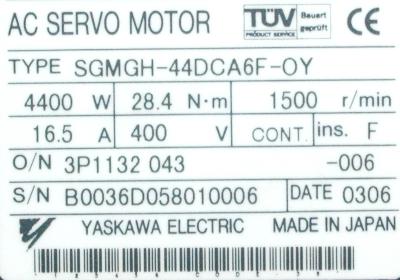 AC SERVO MOTOR TÜV Bauart geprüft CE
PRODUCT SERVICE
TYPE SGMGH-44DCA6F-OY
4400 W 28.4 N·m 1500 r/min
16.5 A 400 V CONT. ins. F
O/N 3P1132 043 -006
S/N B0036D058010006 DATE 0306
YASKAWA ELECTRIC MADE IN JAPAN